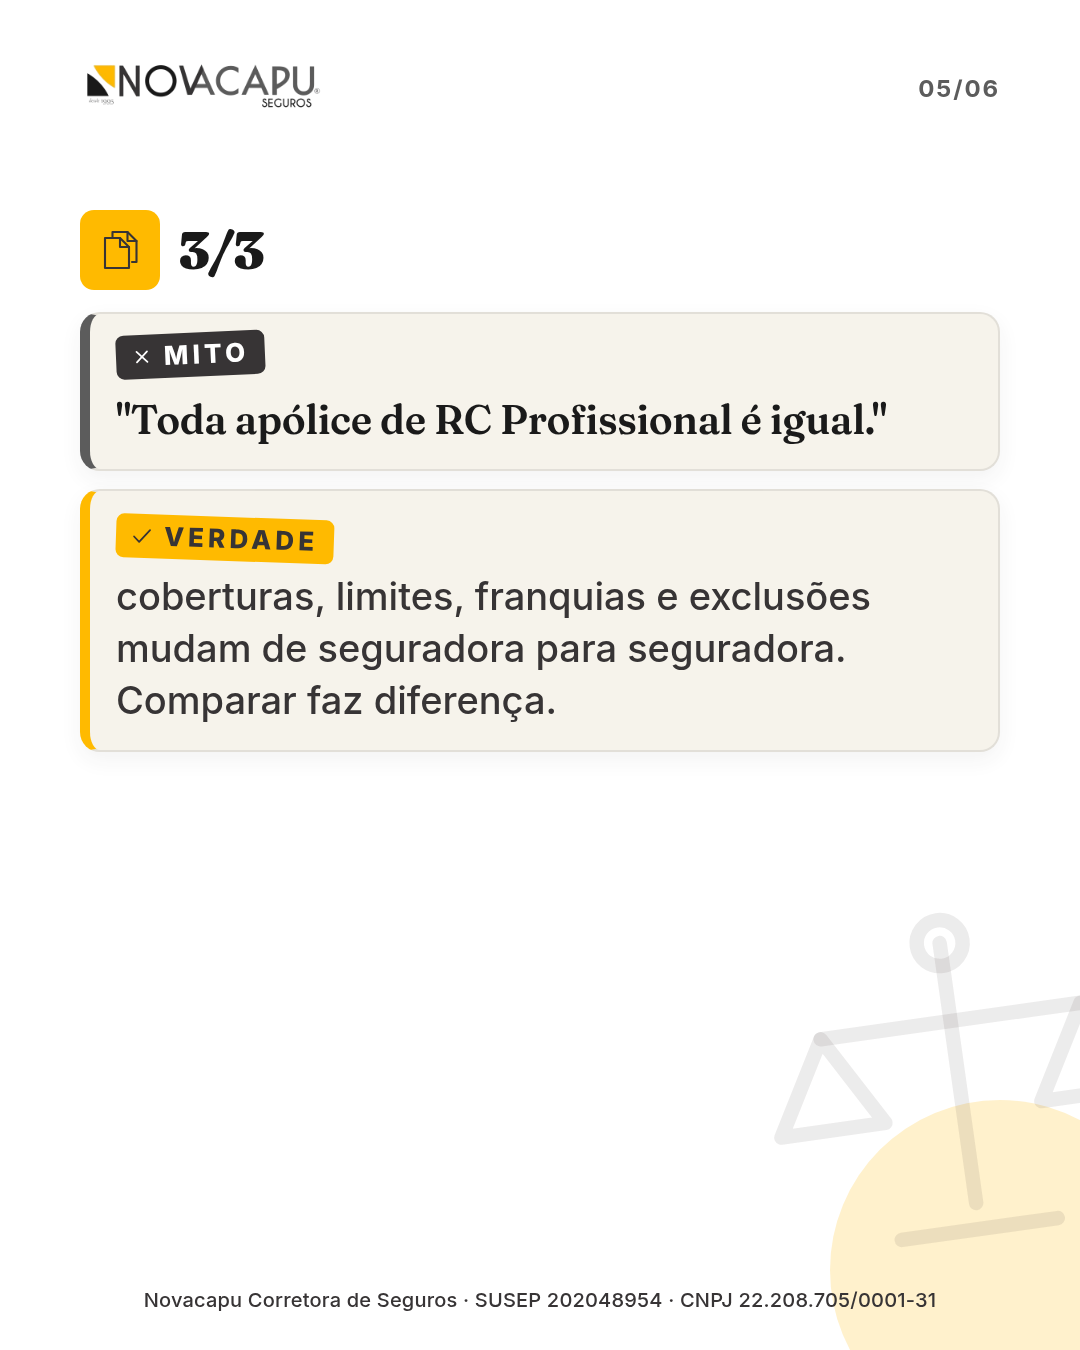 NOVACAPU®
SEGUROS
05/06
3/3
× MITO
"Toda apólice de RC Profissional é igual."
✓ VERDADE
coberturas, limites, franquias e exclusões
mudam de seguradora para seguradora.
Comparar faz diferença.
Novacapu Corretora de Seguros · SUSEP 202048954 · CNPJ 22.208.705/0001-31